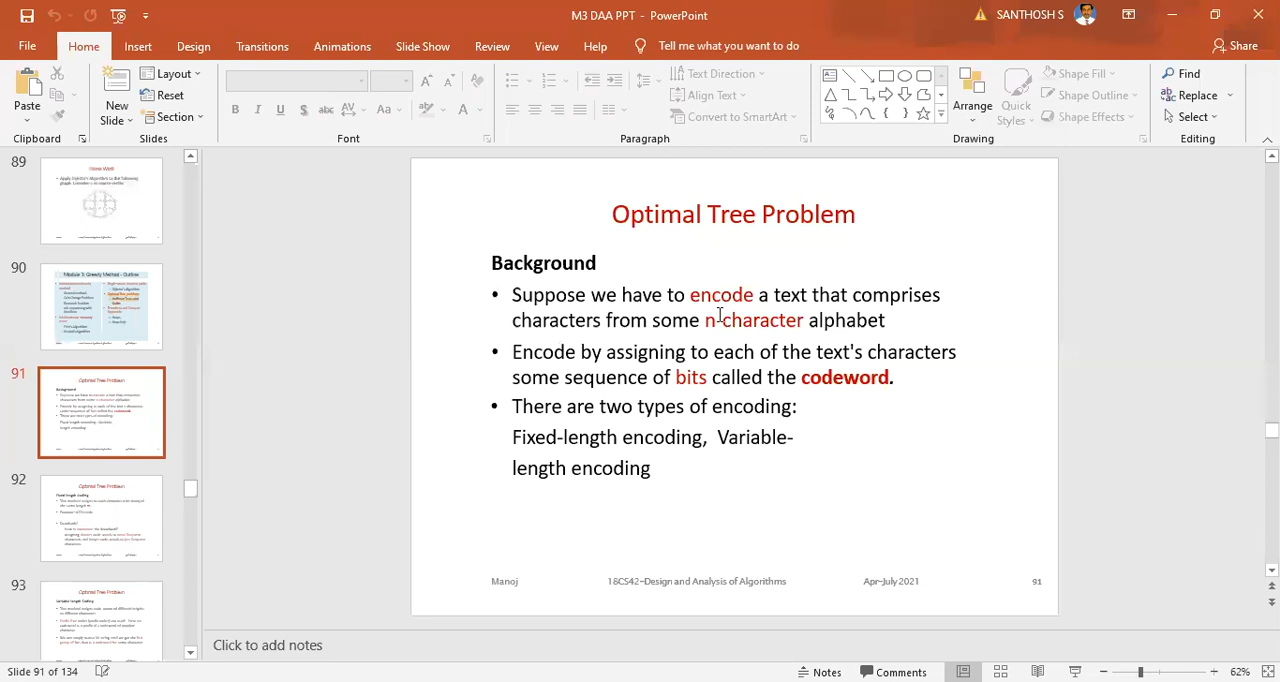 M3 DAA PPT - PowerPoint
SANTHOSH S
File Home Insert Design Transitions Animations Slide Show Review View Help Tell me what you want to do Share
Paste
New Slide
Layout
Reset
Section
B I U S abc AV Aa A
Text Direction
Align Text
Convert to SmartArt
Arrange
Quick Styles
Shape Fill
Shape Outline
Shape Effects
Find
Replace
Select
Clipboard Slides Font Paragraph Drawing Editing
89
90
91
92
93
Optimal Tree Problem
Background
• Suppose we have to encode a text that comprises
characters from some n-character alphabet
• Encode by assigning to each of the text's characters
some sequence of bits called the codeword.
• There are two types of encoding:
Fixed-length encoding, Variable-
length encoding
Manoj 18CS42-Design and Analysis of Algorithms Apr-July 2021 91
Click to add notes
Slide 91 of 134 Notes Comments 62%